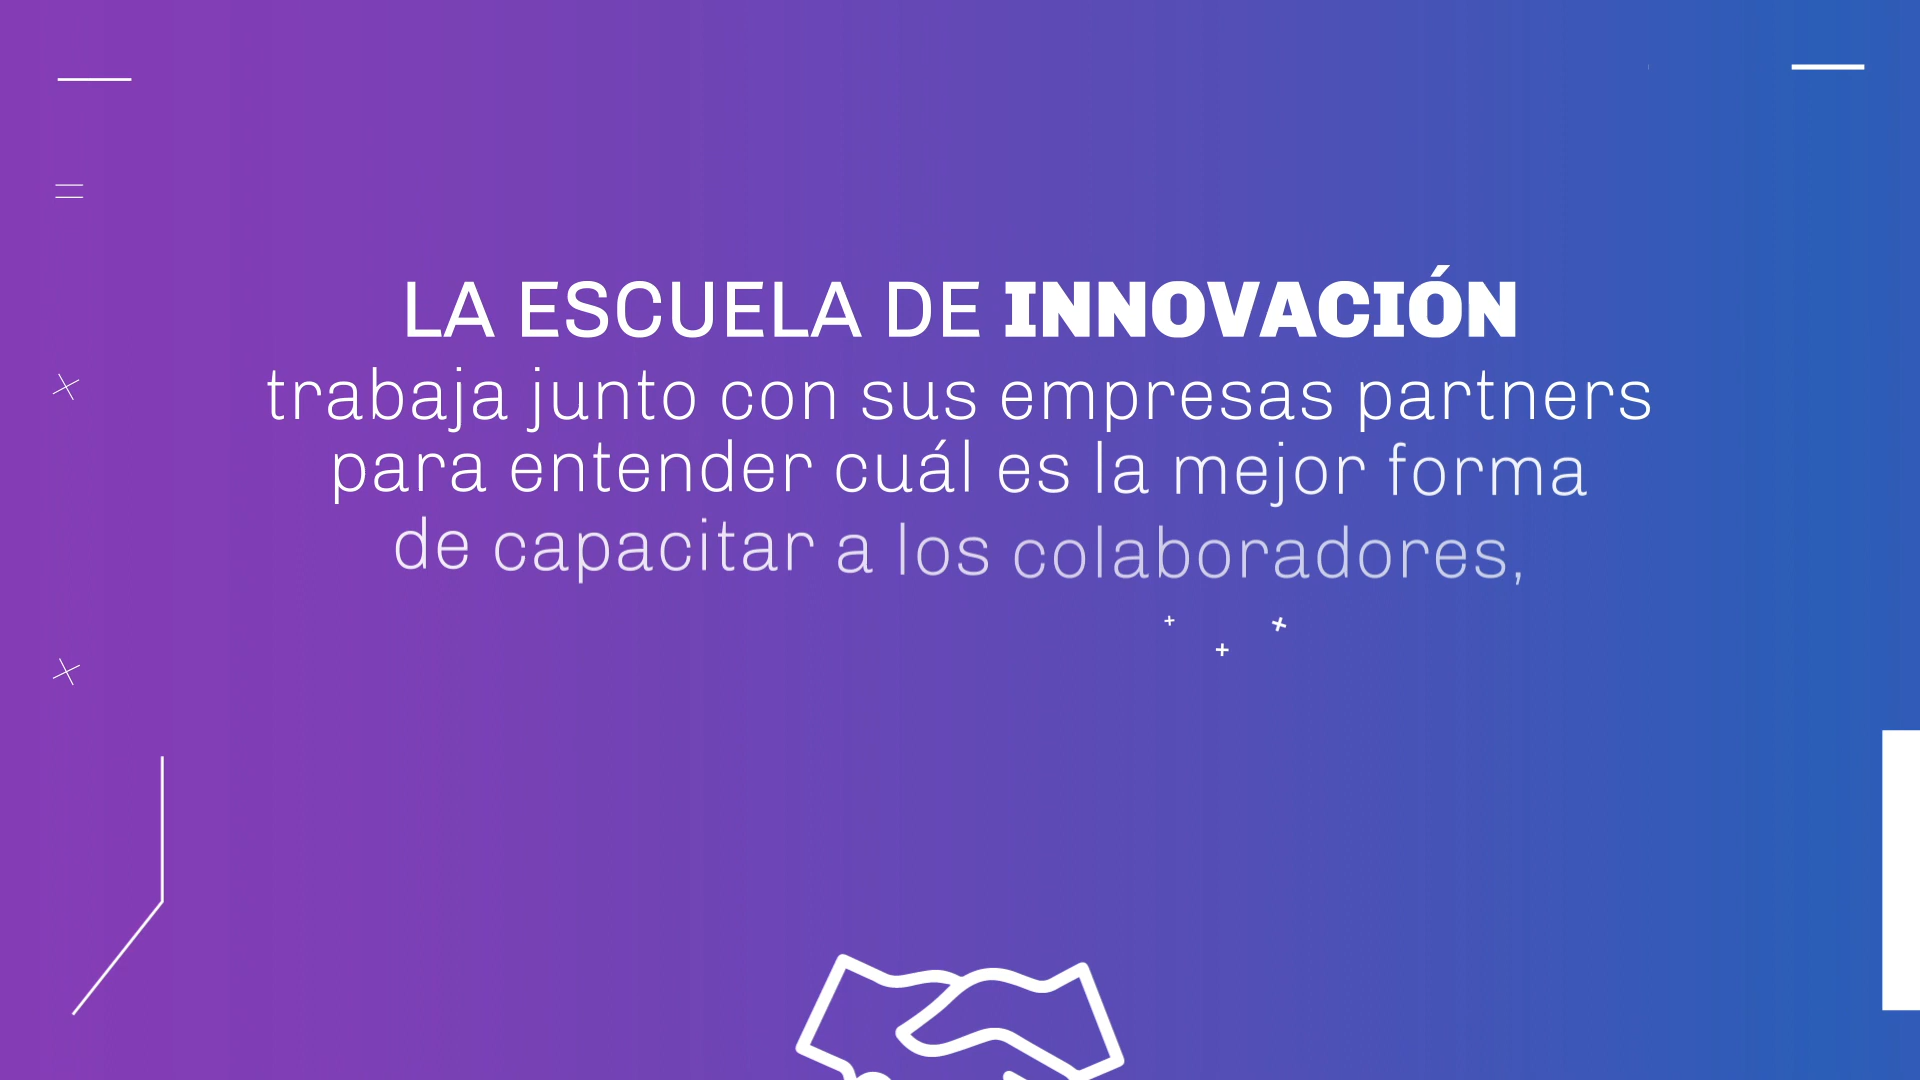 LA ESCUELA DE INNOVACIÓN
trabaja junto con sus empresas partners
para entender cuál es la mejor forma
de capacitar a los colaboradores,